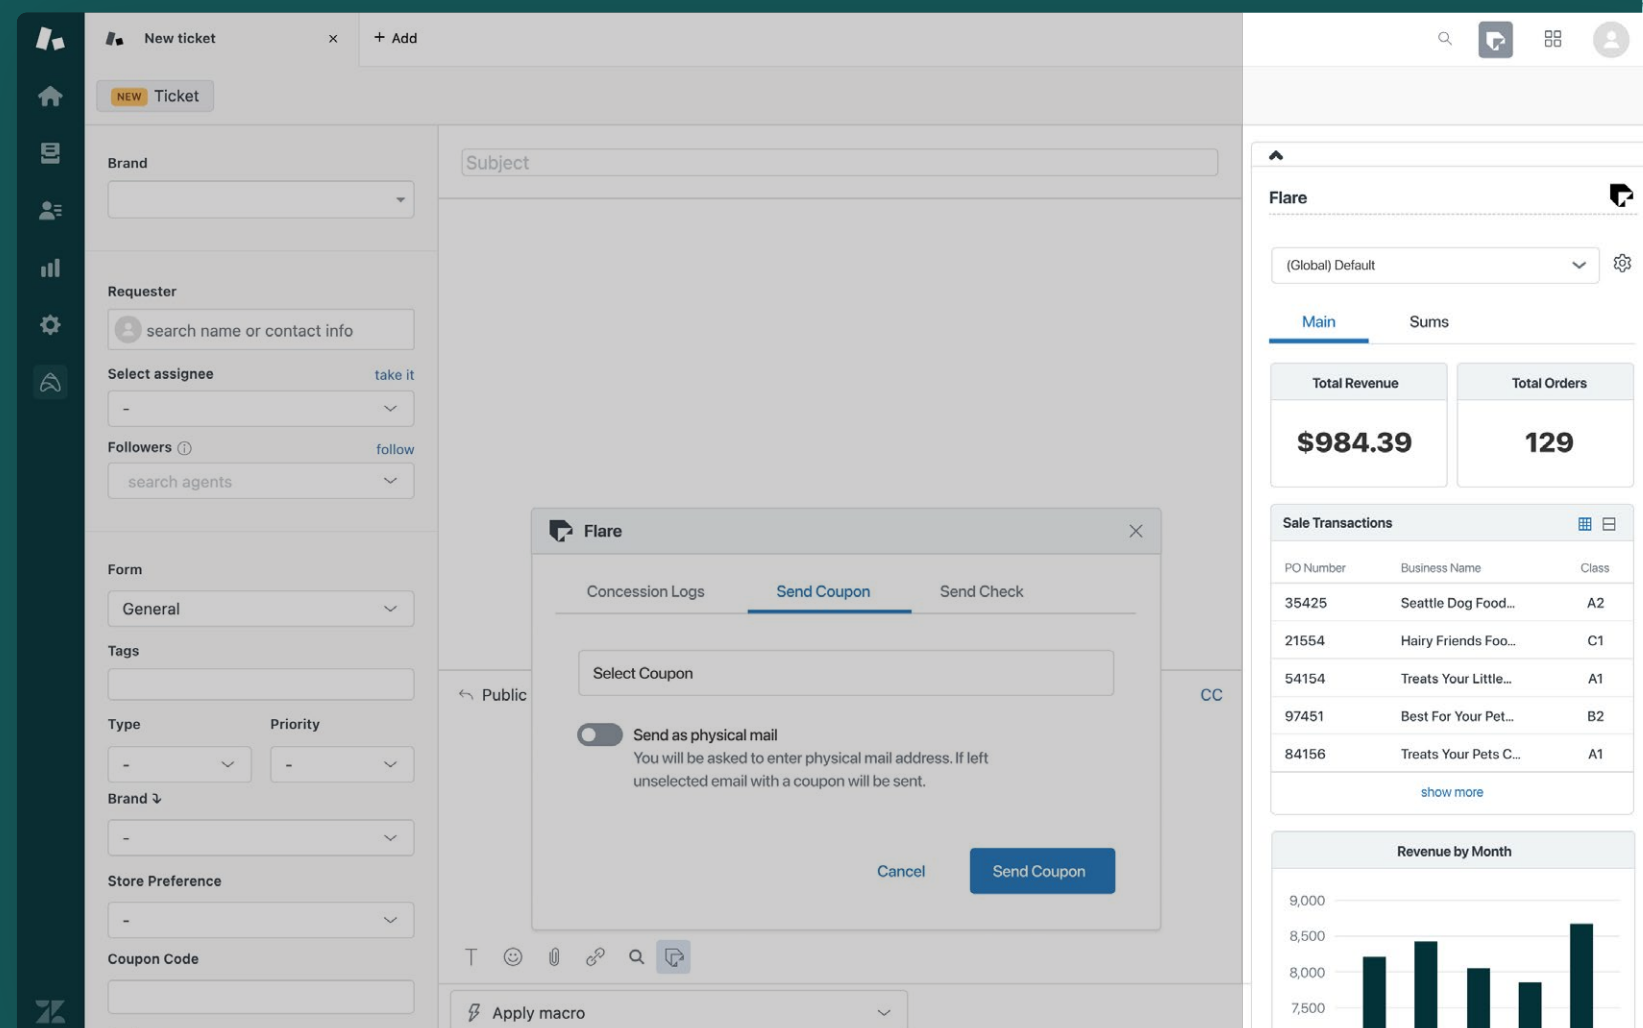 New ticket × + Add
NEW Ticket
Brand
Subject
Requester
search name or contact info
Select assignee take it
-
Followers follow
search agents
Form
General
Tags
Type Priority
- -
Brand
-
Store Preference
-
Coupon Code
Public
CC
Flare
Concession Logs Send Coupon Send Check
Select Coupon
Send as physical mail
You will be asked to enter physical mail address. If left
unselected email with a coupon will be sent.
Cancel Send Coupon
Apply macro
Flare
(Global) Default
Main Sums
Total Revenue Total Orders
$984.39 129
Sale Transactions
PO Number Business Name Class
35425 Seattle Dog Food... A2
21554 Hairy Friends Foo... C1
54154 Treats Your Little... A1
97451 Best For Your Pet... B2
84156 Treats Your Pets C... A1
show more
Revenue by Month
9,000
8,500
8,000
7,500